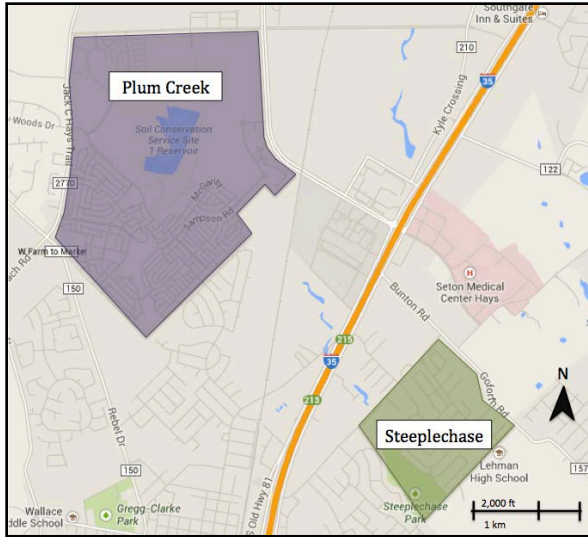 Southgate
Inn & Suites
210
35
Kyle Crossing
Plum Creek
Jack C Hays Trail
Woods Dr
Soil Conservation
Service Site
1 Reservoir
122
2770
McGarity
Sampson Rd
W Farm to Market
ach Rd
150
H
Seton Medical
Center Hays
Bunton Rd
215
35
N
213
Goforth Rd
Rebel Dr
Steeplechase
150
Lehman
High School
157
Gregg-Clarke
Park
Wallace
ddle School
S Old Hwy 81
Steeplechase
Park
2,000 ft
1 km